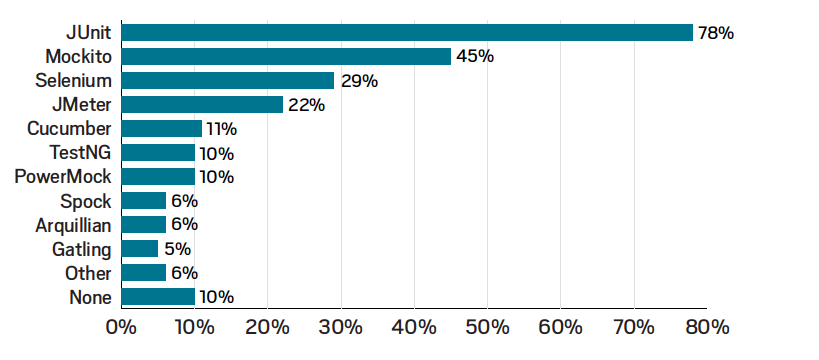 JUnit 78%
Mockito 45%
Selenium 29%
JMeter 22%
Cucumber 11%
TestNG 10%
PowerMock 10%
Spock 6%
Arquillian 6%
Gatling 5%
Other 6%
None 10%
0% 10% 20% 30% 40% 50% 60% 70% 80%